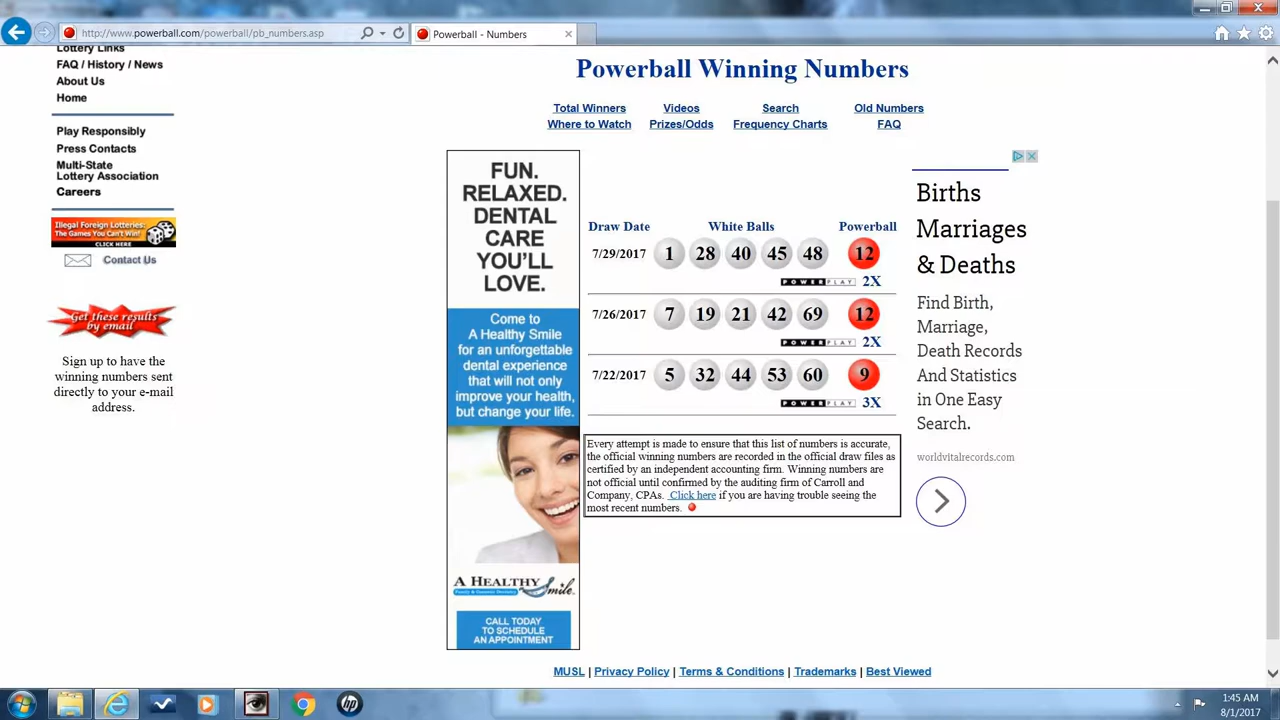 http://www.powerball.com/powerball/pb_numbers.asp
Powerball - Numbers
Lottery Links
FAQ / History / News
About Us
Home
Play Responsibly
Press Contacts
Multi-State
Lottery Association
Careers
Illegal Foreign Lotteries:
The Games You Can't Win!
CLICK HERE
Contact Us
Get these results
by email
Sign up to have the
winning numbers sent
directly to your e-mail
address.
Powerball Winning Numbers
Total Winners Videos Search Old Numbers
Where to Watch Prizes/Odds Frequency Charts FAQ
FUN.
RELAXED.
DENTAL
CARE
YOU'LL
LOVE.
Come to
A Healthy Smile
for an unforgettable
dental experience
that will not only
improve your health,
but change your life.
A HEALTHY Smile.
Family & Cosmetic Dentistry
CALL TODAY
TO SCHEDULE
AN APPOINTMENT
Draw Date White Balls Powerball
7/29/2017 1 28 40 45 48 12
POWERPLAY 2X
7/26/2017 7 19 21 42 69 12
POWERPLAY 2X
7/22/2017 5 32 44 53 60 9
POWERPLAY 3X
Every attempt is made to ensure that this list of numbers is accurate,
the official winning numbers are recorded in the official draw files as
certified by an independent accounting firm. Winning numbers are
not official until confirmed by the auditing firm of Carroll and
Company, CPAs. Click here if you are having trouble seeing the
most recent numbers.
Births
Marriages
& Deaths
Find Birth,
Marriage,
Death Records
And Statistics
in One Easy
Search.
worldvitalrecords.com
MUSL | Privacy Policy | Terms & Conditions | Trademarks | Best Viewed
hp
1:45 AM
8/1/2017